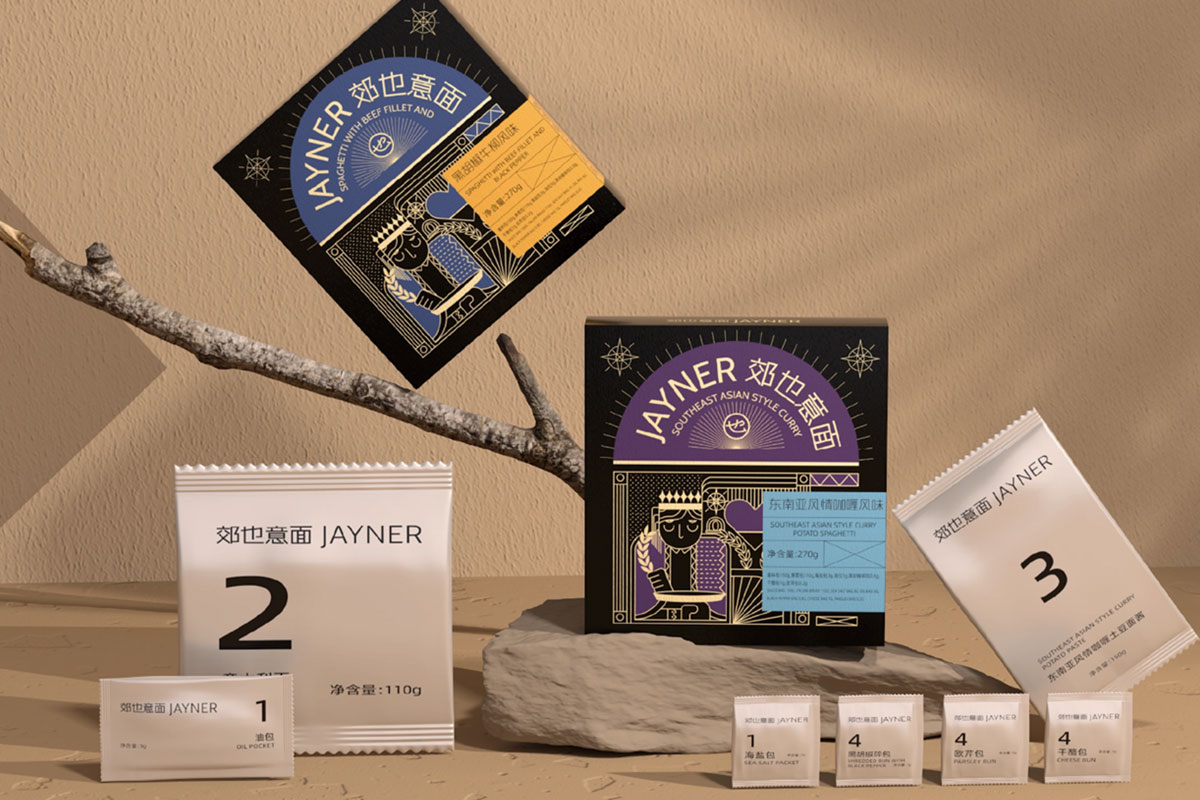 JAYNER 郊也意面
SPAGHETTI WITH BEEF FILLET AND
黑胡椒牛柳风味
SPAGHETTI WITH BEEF FILLET AND
BLACK PEPPER
净含量:270g
郊也意面 JAYNER
JAYNER 郊也意面
SOUTHEAST ASIAN STYLE CURRY
东南亚风情咖喱风味
SOUTHEAST ASIAN STYLE CURRY
POTATO SPAGHETTI
净含量:270g
郊也意面 JAYNER
2
净含量:110g
郊也意面 JAYNER
1
油包
OIL POCKET
郊也意面 JAYNER
3
SOUTHEAST ASIAN STYLE CURRY
POTATO PASTE
东南亚风情咖喱土豆面酱
净含量:150g
郊也意面 JAYNER
1
海盐包
SEA SALT PACKET
郊也意面 JAYNER
4
黑胡椒碎包
BLACK PEPPER
郊也意面 JAYNER
4
欧芹包
PARSLEY BUN
郊也意面 JAYNER
4
干酪包
CHEESE BUN